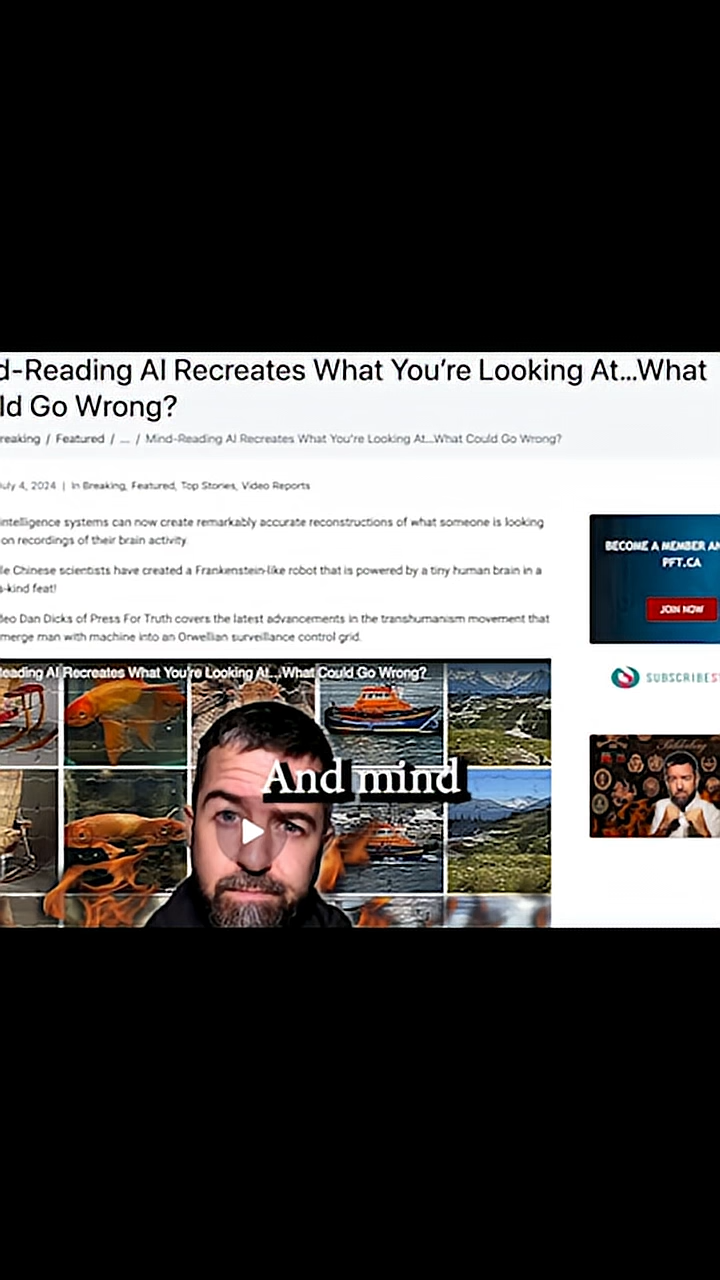 d-Reading AI Recreates What You're Looking At...What
ld Go Wrong?
reaking / Featured / ... / Mind-Reading AI Recreates What You're Looking At...What Could Go Wrong?
uly 4, 2024 | In Breaking, Featured, Top Stories, Video Reports
intelligence systems can now create remarkably accurate reconstructions of what someone is looking
on recordings of their brain activity.
le Chinese scientists have created a Frankenstein-like robot that is powered by a tiny human brain in a
-kind feat!
deo Dan Dicks of Press For Truth covers the latest advancements in the transhumanism movement that
merge man with machine into an Orwellian surveillance control grid.
eading AI Recreates What You're Looking At...What Could Go Wrong?
And mind
BECOME A MEMBER AN
PFT.CA
JOIN NOW
SUBSCRIBES